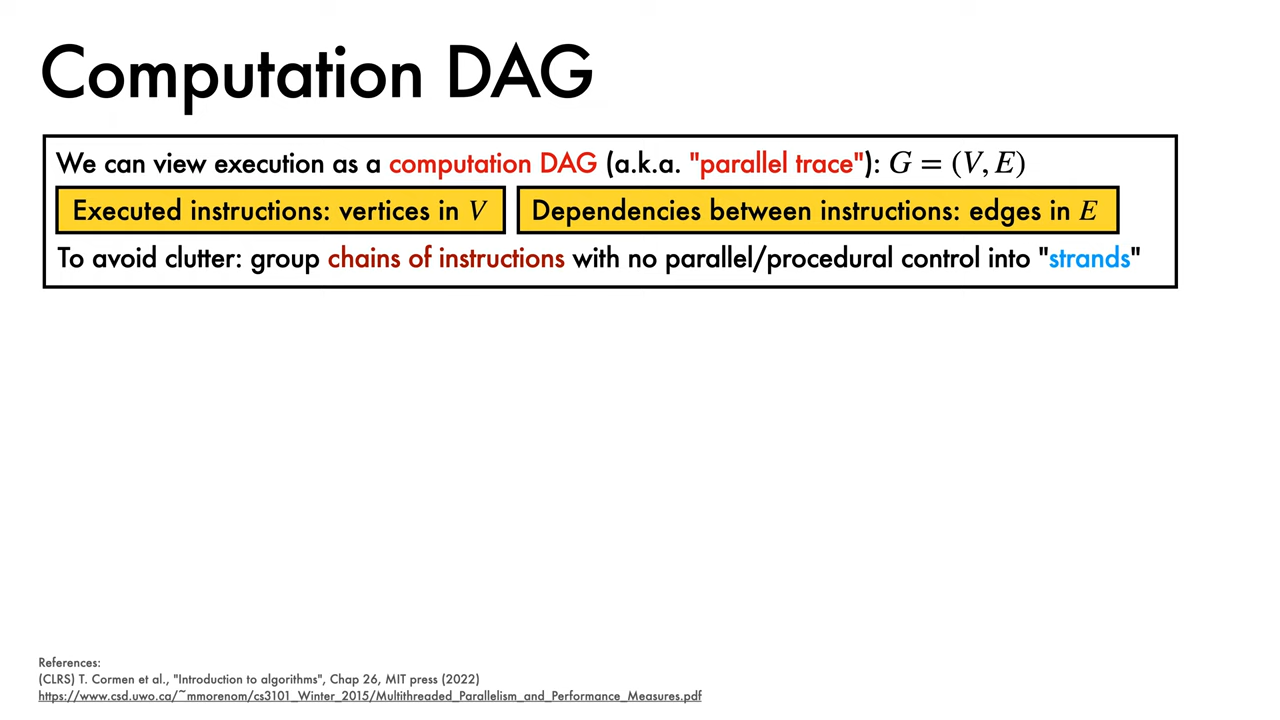 Computation DAG
We can view execution as a computation DAG (a.k.a. "parallel trace"): G = (V, E)
Executed instructions: vertices in V
Dependencies between instructions: edges in E
To avoid clutter: group chains of instructions with no parallel/procedural control into "strands"
References:
(CLRS) T. Cormen et al., "Introduction to algorithms", Chap 26, MIT press (2022)
https://www.csd.uwo.ca/~mmorenom/cs3101_Winter_2015/Multithreaded_Parallelism_and_Performance_Measures.pdf